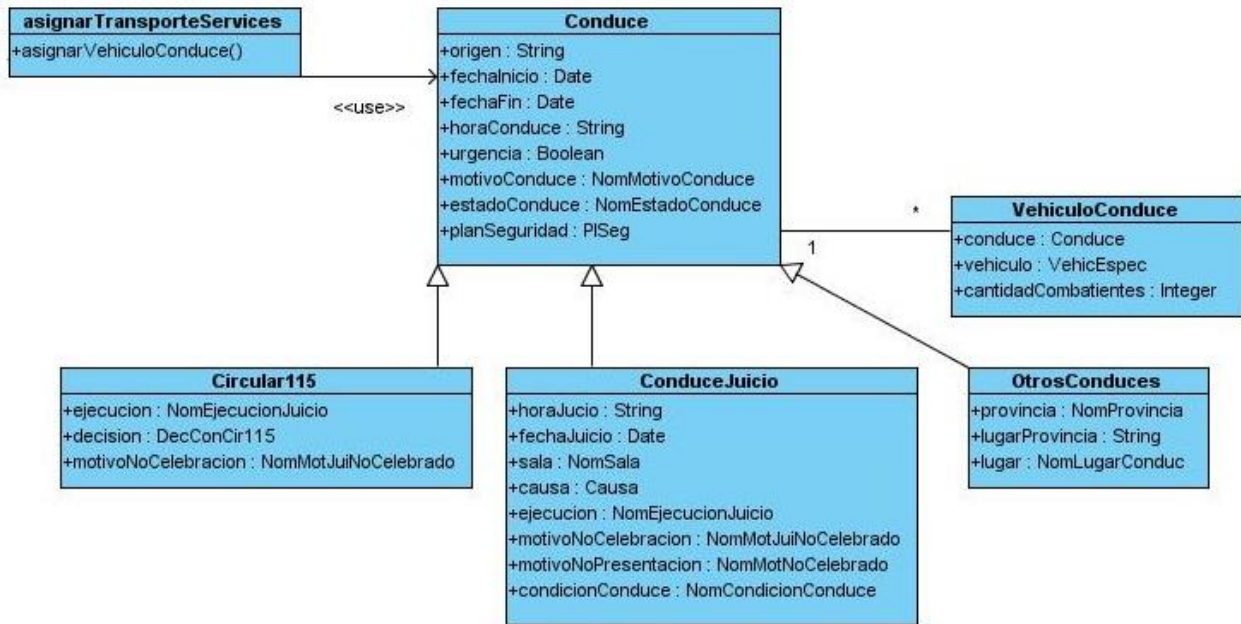 asignarTransporteServices
+asignarVehiculoConduce()
<<use>>
Conduce
+origen : String
+fechaInicio : Date
+fechaFin : Date
+horaConduce : String
+urgencia : Boolean
+motivoConduce : NomMotivoConduce
+estadoConduce : NomEstadoConduce
+planSeguridad : PlSeg
1
*
VehiculoConduce
+conduce : Conduce
+vehiculo : VehicEspec
+cantidadCombatientes : Integer
Circular115
+ejecucion : NomEjecucionJuicio
+decision : DecConCir115
+motivoNoCelebracion : NomMotJuiNoCelebrado
ConduceJuicio
+horaJucio : String
+fechaJuicio : Date
+sala : NomSala
+causa : Causa
+ejecucion : NomEjecucionJuicio
+motivoNoCelebracion : NomMotJuiNoCelebrado
+motivoNoPresentacion : NomMotNoCelebrado
+condicionConduce : NomCondicionConduce
OtrosConduces
+provincia : NomProvincia
+lugarProvincia : String
+lugar : NomLugarConduc